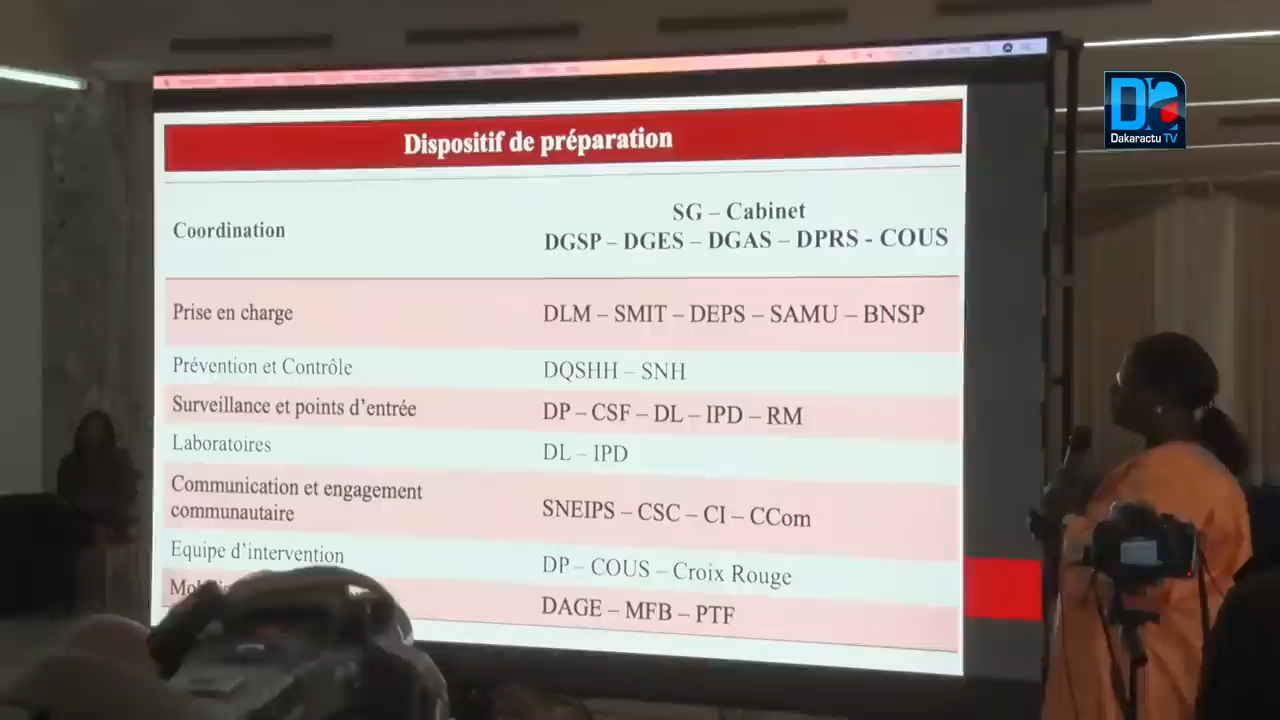 Dispositif de préparation
Coordination
SG – Cabinet
DGSP – DGES – DGAS – DPRS - COUS
Prise en charge
DLM – SMIT – DEPS – SAMU – BNSP
Prévention et Contrôle
DQSHH – SNH
Surveillance et points d'entrée
DP – CSF – DL – IPD – RM
Laboratoires
DL – IPD
Communication et engagement
communautaire
SNEIPS – CSC – CI – CCom
Equipe d'intervention
DP – COUS – Croix Rouge
DAGE – MFB – PTF
Dakaractu TV